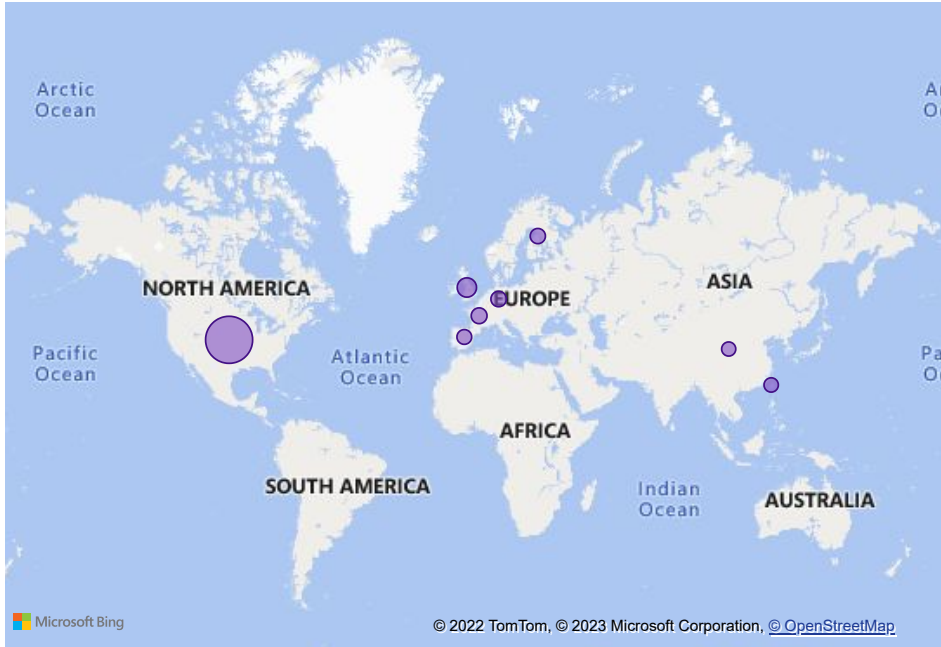 Arctic
Ocean
A
O
NORTH AMERICA
EUROPE
ASIA
Pacific
Ocean
Atlantic
Ocean
Pa
O
AFRICA
SOUTH AMERICA
Indian
Ocean
AUSTRALIA
Microsoft Bing
© 2022 TomTom, © 2023 Microsoft Corporation, © OpenStreetMap